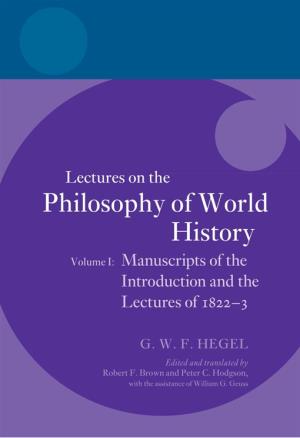 Lectures on the
Philosophy of World
History
Volume I: Manuscripts of the
Introduction and the
Lectures of 1822–3
G. W. F. HEGEL
Edited and translated by
Robert F. Brown and Peter C. Hodgson,
with the assistance of William G. Geuss